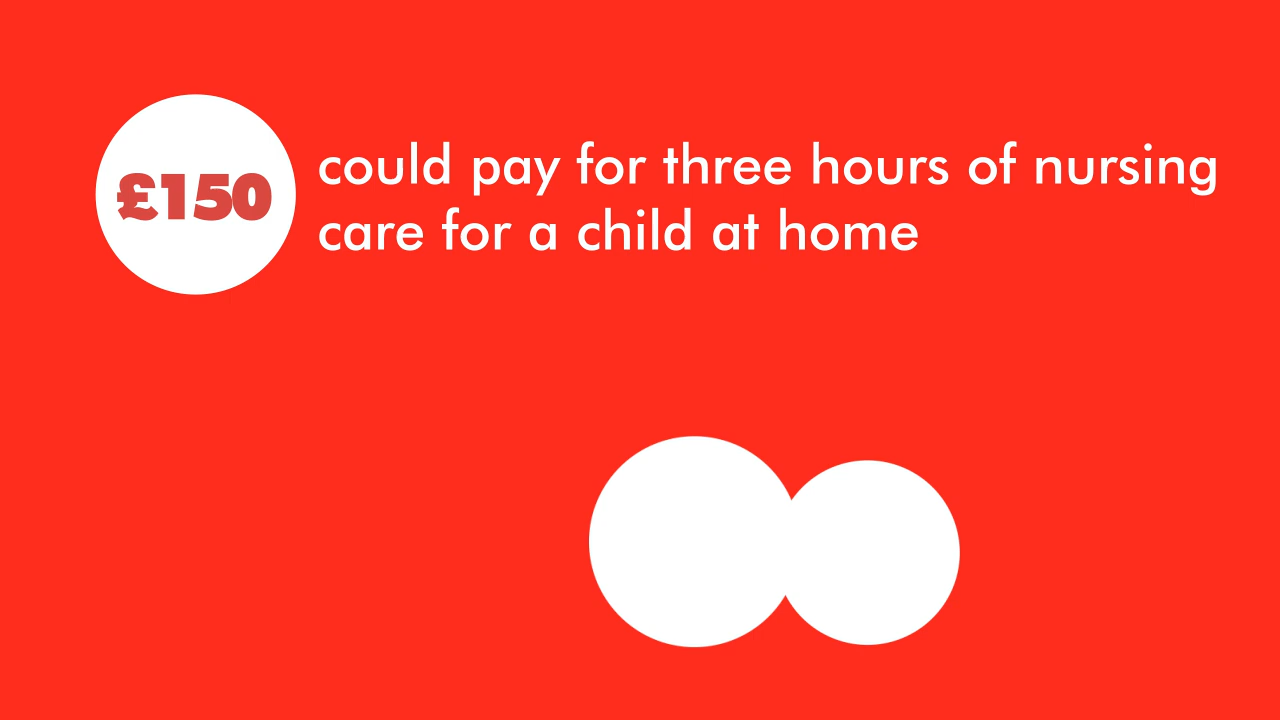 £150
could pay for three hours of nursing
care for a child at home